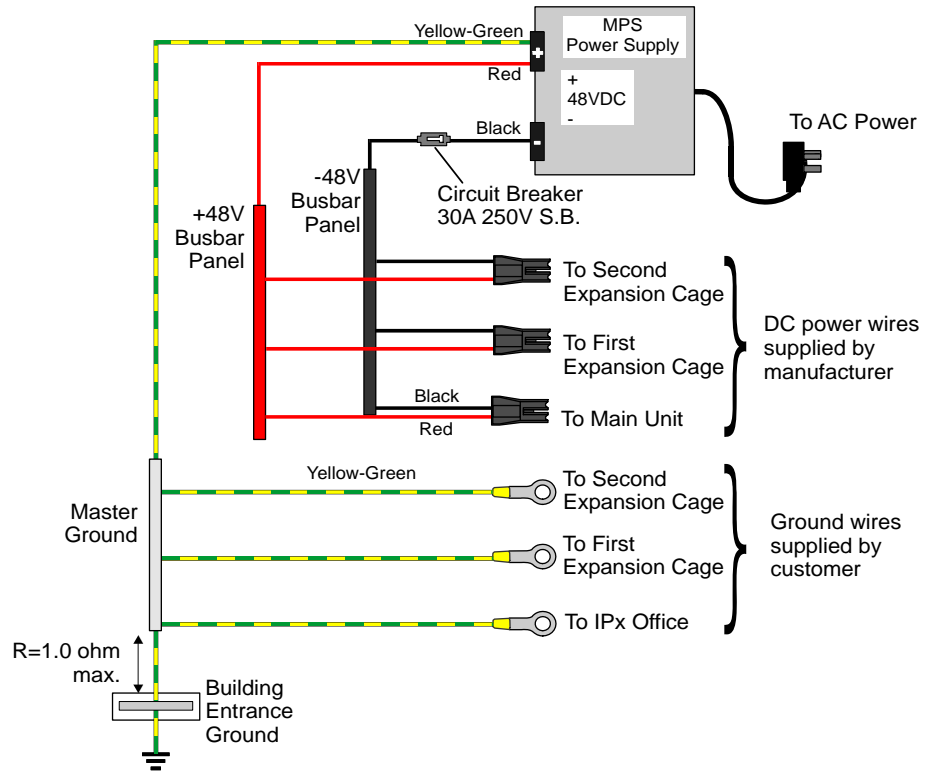 Yellow-Green
MPS
Power Supply
Red
+
48VDC
-
+
-
Black
To AC Power
Circuit Breaker
30A 250V S.B.
-48V
Busbar
Panel
+48V
Busbar
Panel
To Second
Expansion Cage
To First
Expansion Cage
Black
Red
To Main Unit
DC power wires
supplied by
manufacturer
Yellow-Green
Master
Ground
To Second
Expansion Cage
To First
Expansion Cage
To IPx Office
Ground wires
supplied by
customer
R=1.0 ohm
max.
Building
Entrance
Ground